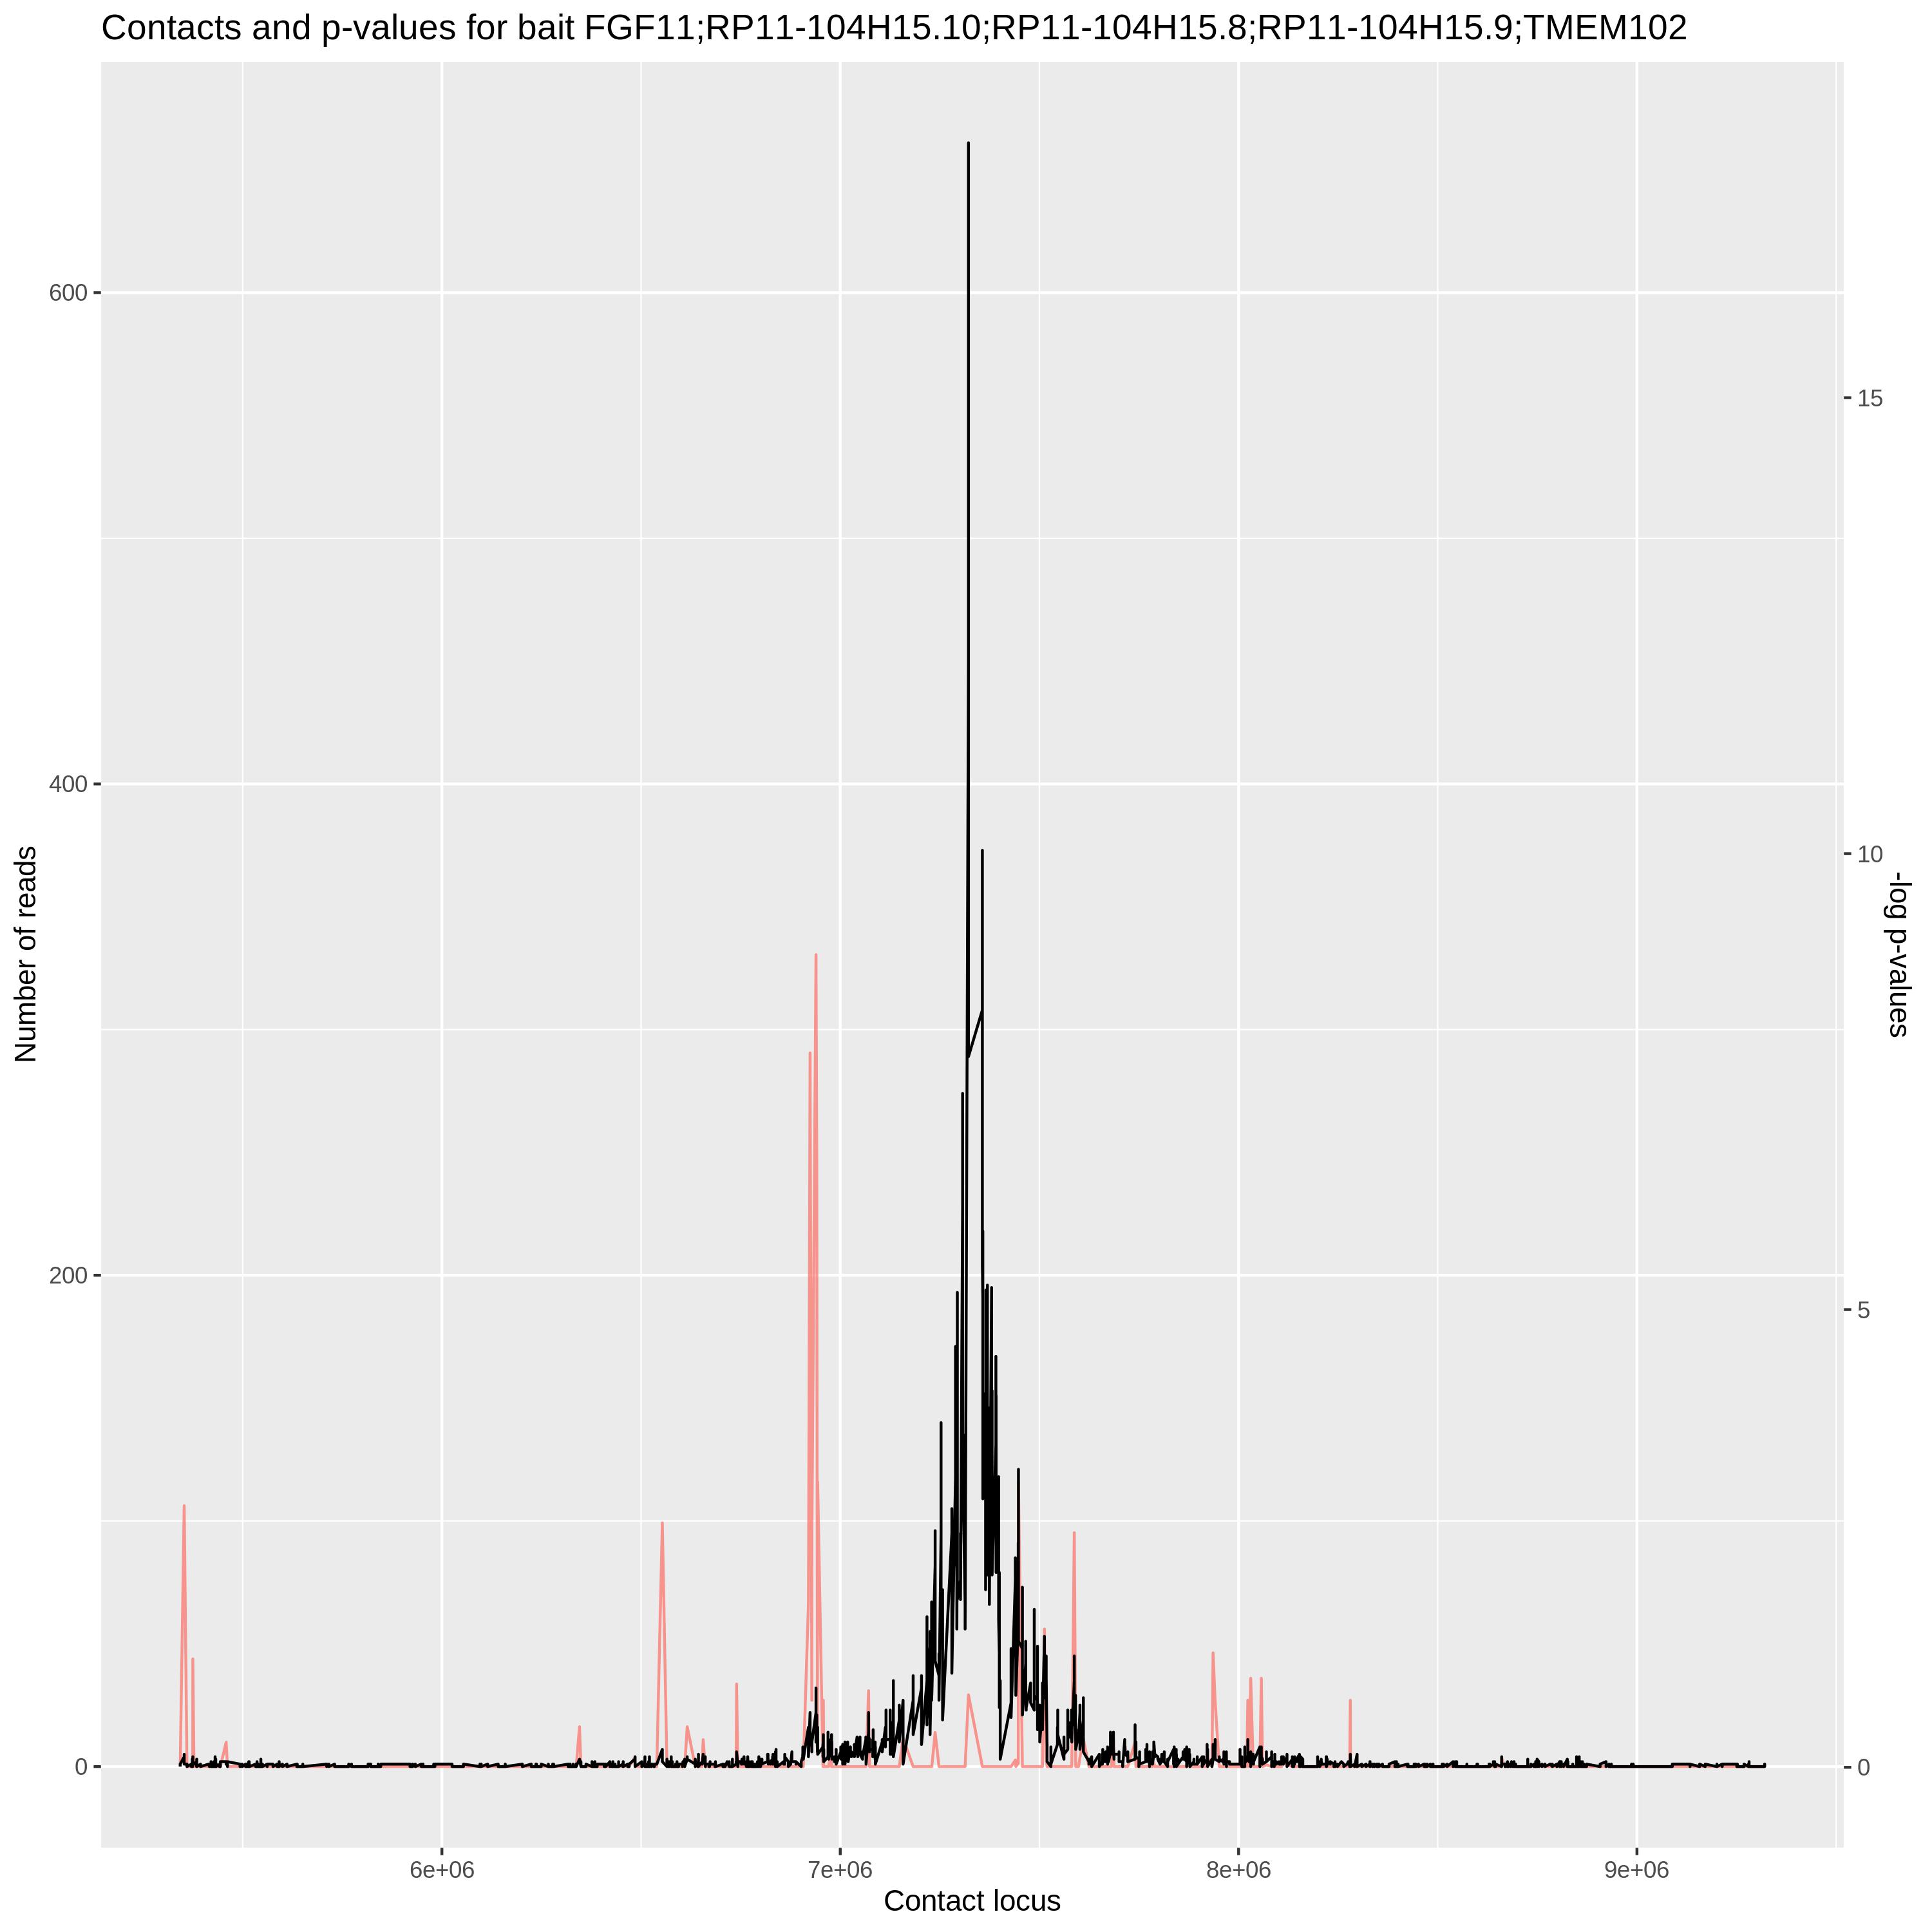 Contacts and p-values for bait FGF11;RP11-104H15.10;RP11-104H15.8;RP11-104H15.9;TMEM102
600
400
200
0
Number of reads
15
10
5
0
-log p-values
6e+06
7e+06
8e+06
9e+06
Contact locus